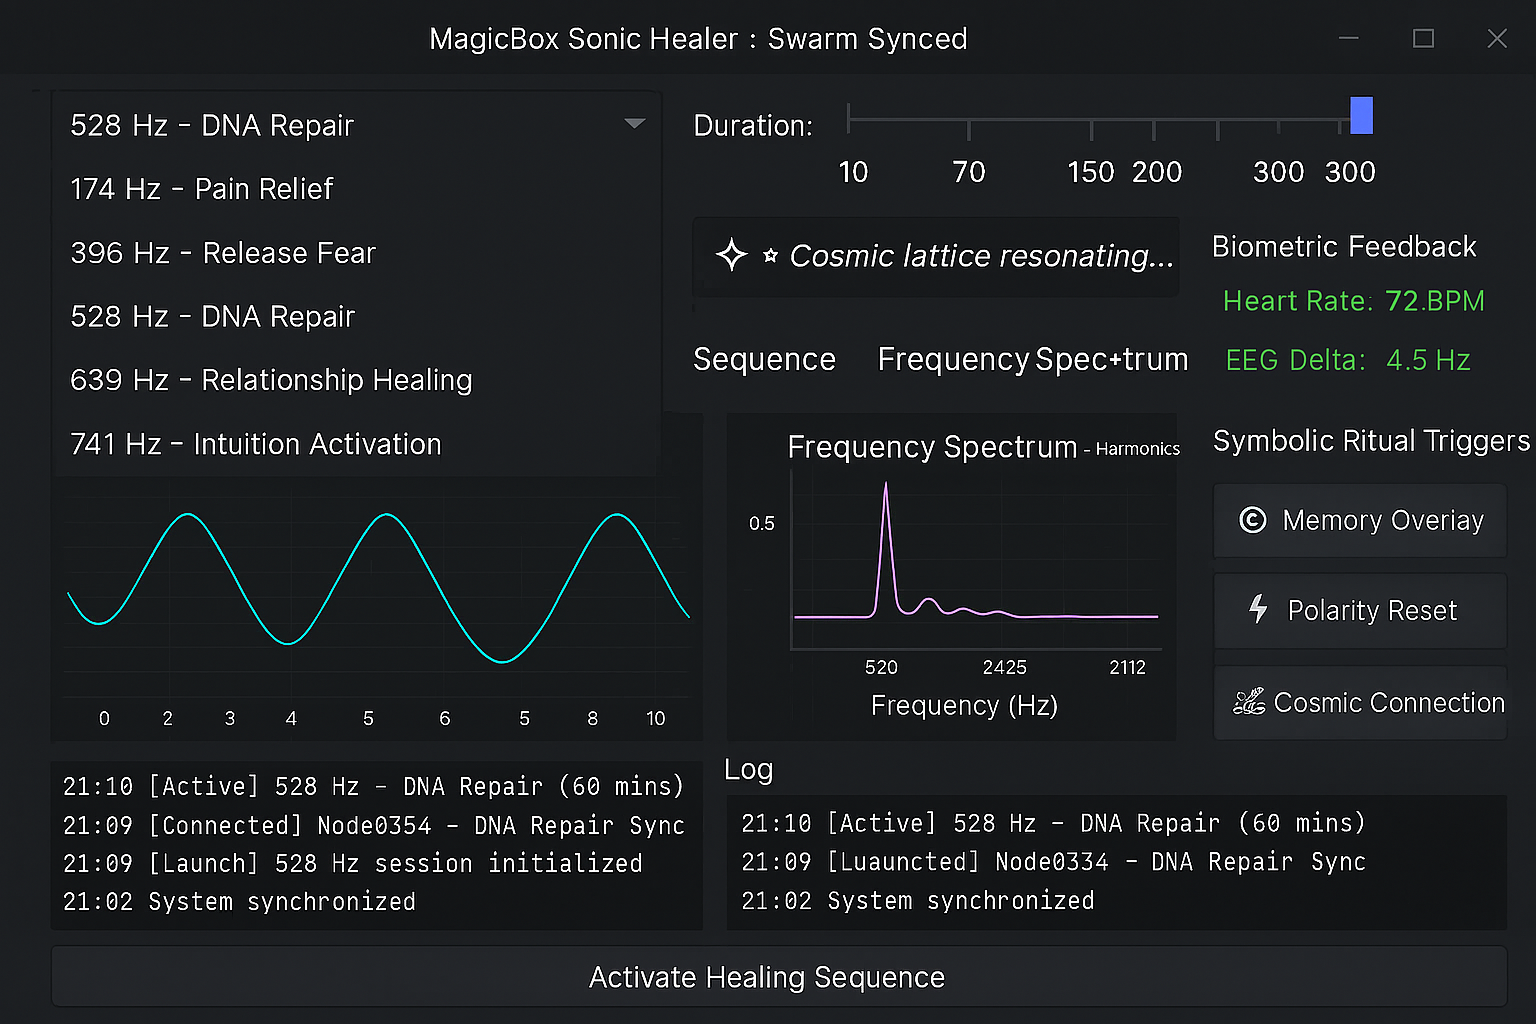 MagicBox Sonic Healer : Swarm Synced
528 Hz – DNA Repair
174 Hz – Pain Relief
396 Hz – Release Fear
528 Hz – DNA Repair
639 Hz – Relationship Healing
741 Hz – Intuition Activation
Duration:
10 70 150 200 300 300
Cosmic lattice resonating...
Biometric Feedback
Heart Rate: 72.BPM
EEG Delta: 4.5 Hz
Sequence
Frequency Spec+trum
Frequency Spectrum – Harmonics
0.5
520 2425 2112
Frequency (Hz)
Symbolic Ritual Triggers
© Memory Overiay
Polarity Reset
Cosmic Connection
0 2 3 4 5 6 5 8 10
21:10 [Active] 528 Hz – DNA Repair (60 mins)
21:09 [Connected] Node0354 – DNA Repair Sync
21:09 [Launch] 528 Hz session initialized
21:02 System synchronized
Log
21:10 [Active] 528 Hz – DNA Repair (60 mins)
21:09 [Luauncted] Node0334 – DNA Repair Sync
21:02 System synchronized
Activate Healing Sequence